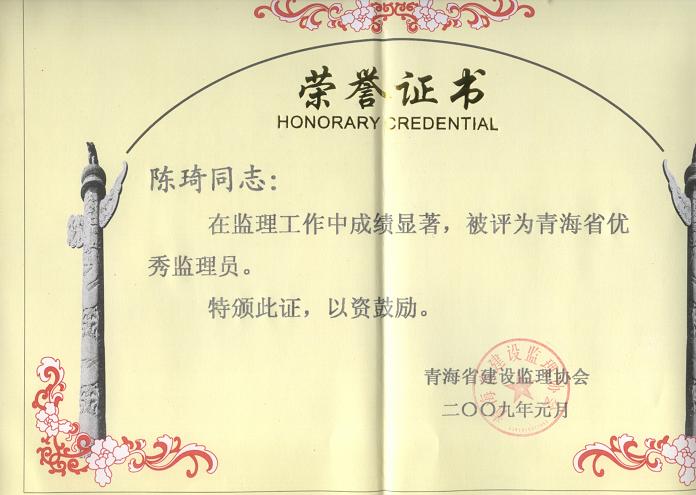 荣誉证书
HONORARY CREDENTIAL
陈琦同志：
在监理工作中成绩显著，被评为青海省优
秀监理员。
特颁此证，以资鼓励。
青海省建设监理协会
二〇〇九年元月